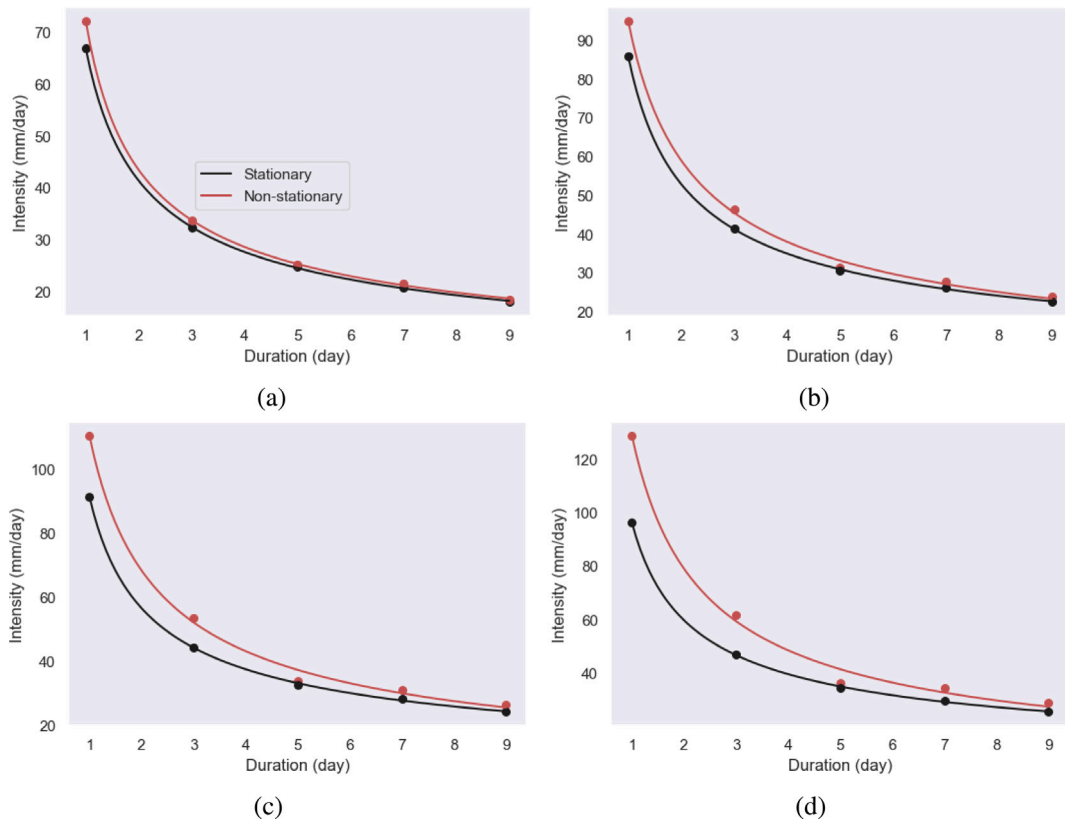 70
60
50
40
30
20
Intensity (mm/day)
Stationary
Non-stationary
1 2 3 4 5 6 7 8 9
Duration (day)
(a)
90
80
70
60
50
40
30
20
Intensity (mm/day)
1 2 3 4 5 6 7 8 9
Duration (day)
(b)
100
80
60
40
20
Intensity (mm/day)
1 2 3 4 5 6 7 8 9
Duration (day)
(c)
120
100
80
60
40
Intensity (mm/day)
1 2 3 4 5 6 7 8 9
Duration (day)
(d)